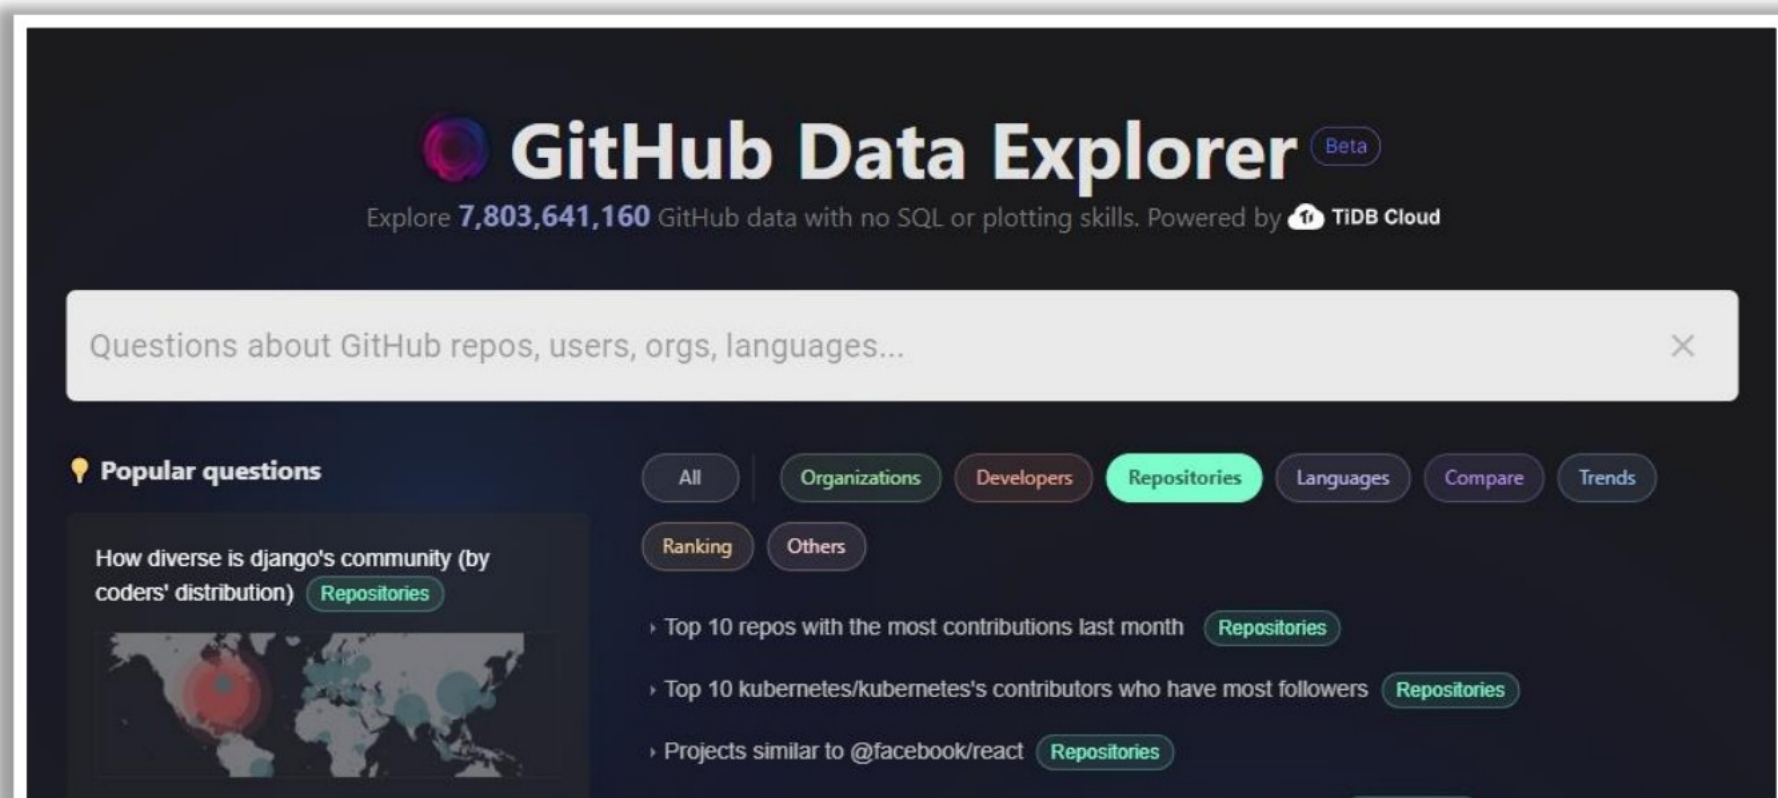 GitHub Data Explorer Beta
Explore 7,803,641,160 GitHub data with no SQL or plotting skills. Powered by TiDB Cloud
Questions about GitHub repos, users, orgs, languages...
Popular questions
How diverse is django's community (by
coders' distribution) Repositories
All Organizations Developers Repositories Languages Compare Trends
Ranking Others
Top 10 repos with the most contributions last month Repositories
Top 10 kubernetes/kubernetes's contributors who have most followers Repositories
Projects similar to @facebook/react Repositories